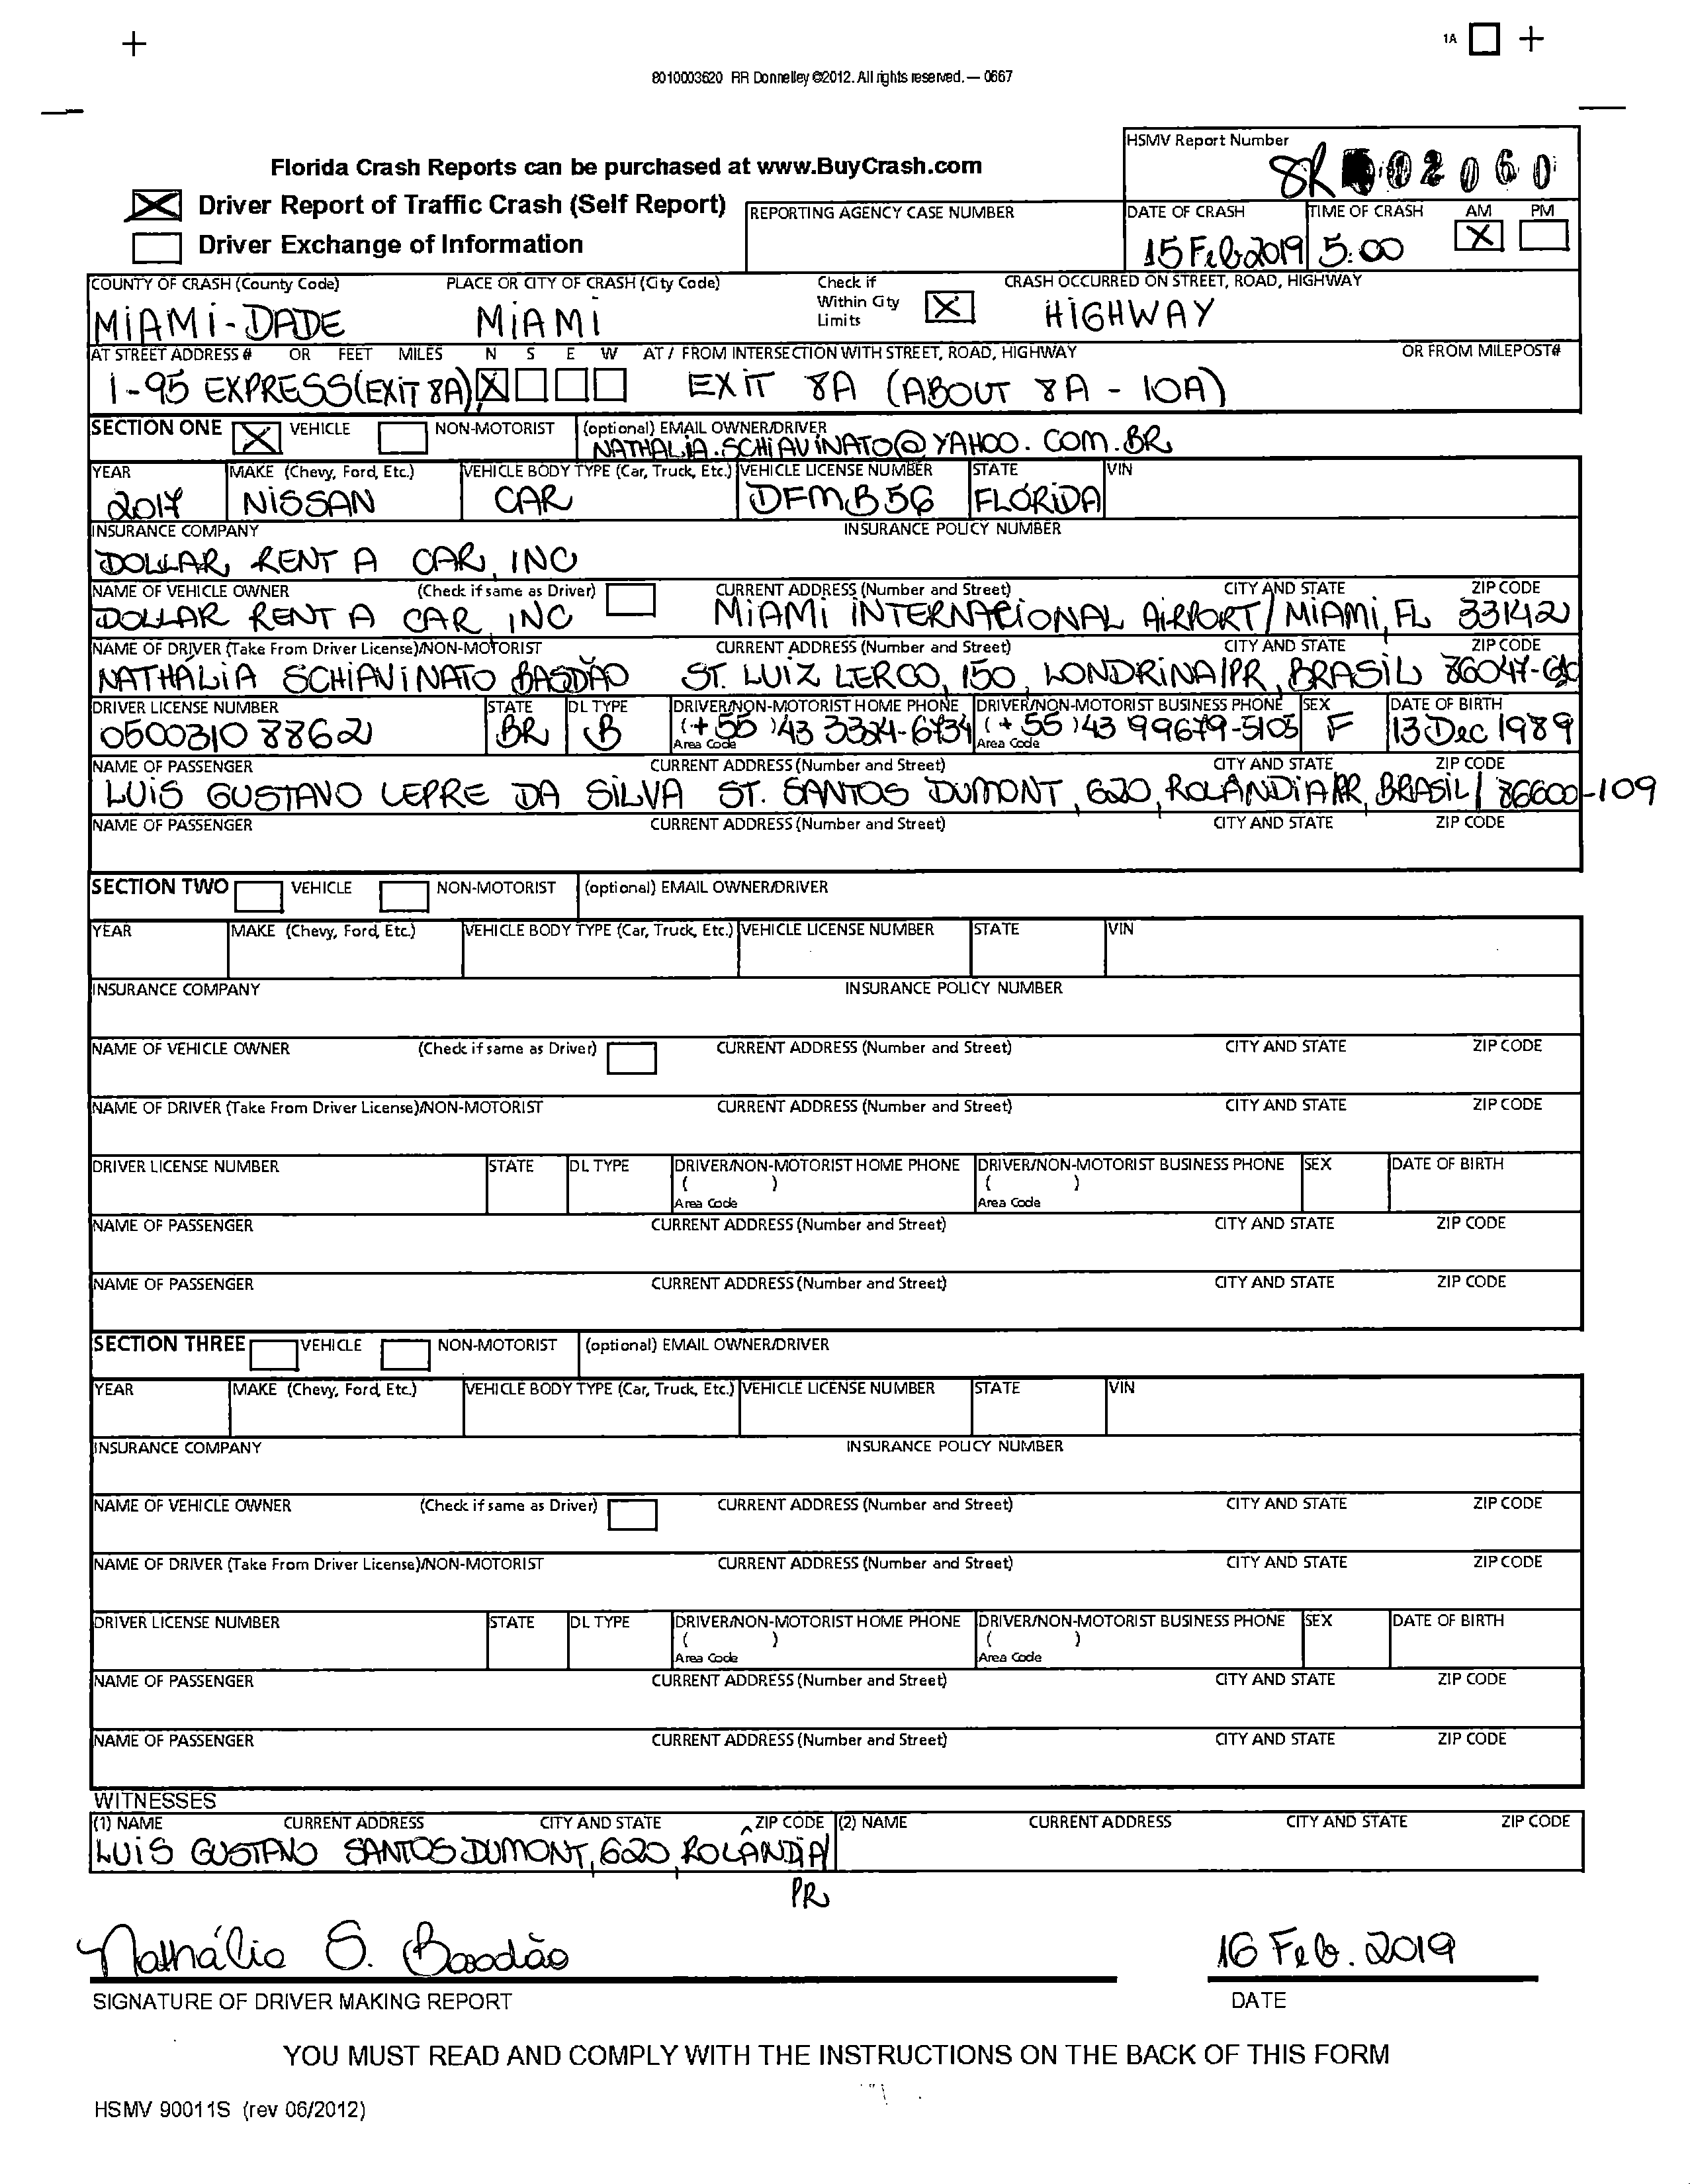 1A
8010003620 RR Donnelley ©2012. All rights reserved. — 0667
HSMV Report Number
02060
Florida Crash Reports can be purchased at www.BuyCrash.com
Driver Report of Traffic Crash (Self Report)
Driver Exchange of Information
REPORTING AGENCY CASE NUMBER
DATE OF CRASH TIME OF CRASH AM PM
15 Feb 2019 5:00 X
COUNTY OF CRASH (County Code) PLACE OR CITY OF CRASH (City Code) Check if Within City Limits X CRASH OCCURRED ON STREET, ROAD, HIGHWAY
MIAMI-DADE MIAMI HIGHWAY
AT STREET ADDRESS # OR FEET MILES N S E W AT / FROM INTERSECTION WITH STREET, ROAD, HIGHWAY OR FROM MILEPOST#
I-95 EXPRESS (EXIT 8A) X EXIT 8A (ABOUT 8A - 10A)
SECTION ONE X VEHICLE NON-MOTORIST (optional) EMAIL OWNER/DRIVER
NATHALIA.SCHIAVINATO@YAHOO.COM.BR
YEAR MAKE (Chevy, Ford, Etc.) VEHICLE BODY TYPE (Car, Truck, Etc.) VEHICLE LICENSE NUMBER STATE VIN
2017 NISSAN CAR DFMB56 FLÓRIDA
INSURANCE COMPANY INSURANCE POLICY NUMBER
DOLLAR RENT A CAR, INC
NAME OF VEHICLE OWNER (Check if same as Driver) CURRENT ADDRESS (Number and Street) CITY AND STATE ZIP CODE
DOLLAR RENT A CAR, INC MIAMI INTERNACIONAL AIRPORT / MIAMI, FL 33142
NAME OF DRIVER (Take From Driver License)/NON-MOTORIST CURRENT ADDRESS (Number and Street) CITY AND STATE ZIP CODE
NATHÁLIA SCHIAVINATO ST. LUIZ LERCO, 150, LONDRINA/PR, BRASIL
DRIVER LICENSE NUMBER STATE DL TYPE DRIVER/NON-MOTORIST HOME PHONE DRIVER/NON-MOTORIST BUSINESS PHONE SEX DATE OF BIRTH
05003108862 BR B (+55) 43 3324-6734 (+55) 43 99679-5105 F 13 Dec 1989
Area Code Area Code
NAME OF PASSENGER CURRENT ADDRESS (Number and Street) CITY AND STATE ZIP CODE
LUIS GUSTAVO LEPRE DA SILVA ST. SANTOS DUMONT, 620, ROLÂNDIA/PR, BRASIL / 86600-109
NAME OF PASSENGER CURRENT ADDRESS (Number and Street) CITY AND STATE ZIP CODE
SECTION TWO VEHICLE NON-MOTORIST (optional) EMAIL OWNER/DRIVER
YEAR MAKE (Chevy, Ford, Etc.) VEHICLE BODY TYPE (Car, Truck, Etc.) VEHICLE LICENSE NUMBER STATE VIN
INSURANCE COMPANY INSURANCE POLICY NUMBER
NAME OF VEHICLE OWNER (Check if same as Driver) CURRENT ADDRESS (Number and Street) CITY AND STATE ZIP CODE
NAME OF DRIVER (Take From Driver License)/NON-MOTORIST CURRENT ADDRESS (Number and Street) CITY AND STATE ZIP CODE
DRIVER LICENSE NUMBER STATE DL TYPE DRIVER/NON-MOTORIST HOME PHONE DRIVER/NON-MOTORIST BUSINESS PHONE SEX DATE OF BIRTH
( ) ( )
Area Code Area Code
NAME OF PASSENGER CURRENT ADDRESS (Number and Street) CITY AND STATE ZIP CODE
NAME OF PASSENGER CURRENT ADDRESS (Number and Street) CITY AND STATE ZIP CODE
SECTION THREE VEHICLE NON-MOTORIST (optional) EMAIL OWNER/DRIVER
YEAR MAKE (Chevy, Ford, Etc.) VEHICLE BODY TYPE (Car, Truck, Etc.) VEHICLE LICENSE NUMBER STATE VIN
INSURANCE COMPANY INSURANCE POLICY NUMBER
NAME OF VEHICLE OWNER (Check if same as Driver) CURRENT ADDRESS (Number and Street) CITY AND STATE ZIP CODE
NAME OF DRIVER (Take From Driver License)/NON-MOTORIST CURRENT ADDRESS (Number and Street) CITY AND STATE ZIP CODE
DRIVER LICENSE NUMBER STATE DL TYPE DRIVER/NON-MOTORIST HOME PHONE DRIVER/NON-MOTORIST BUSINESS PHONE SEX DATE OF BIRTH
( ) ( )
Area Code Area Code
NAME OF PASSENGER CURRENT ADDRESS (Number and Street) CITY AND STATE ZIP CODE
NAME OF PASSENGER CURRENT ADDRESS (Number and Street) CITY AND STATE ZIP CODE
WITNESSES
(1) NAME CURRENT ADDRESS CITY AND STATE ZIP CODE (2) NAME CURRENT ADDRESS CITY AND STATE ZIP CODE
LUIS GUSTAVO SANTOS DUMONT, 620, ROLÂNDIA
PR
Nathália S. 16 Feb. 2019
SIGNATURE OF DRIVER MAKING REPORT DATE
YOU MUST READ AND COMPLY WITH THE INSTRUCTIONS ON THE BACK OF THIS FORM
HSMV 90011S (rev 06/2012)